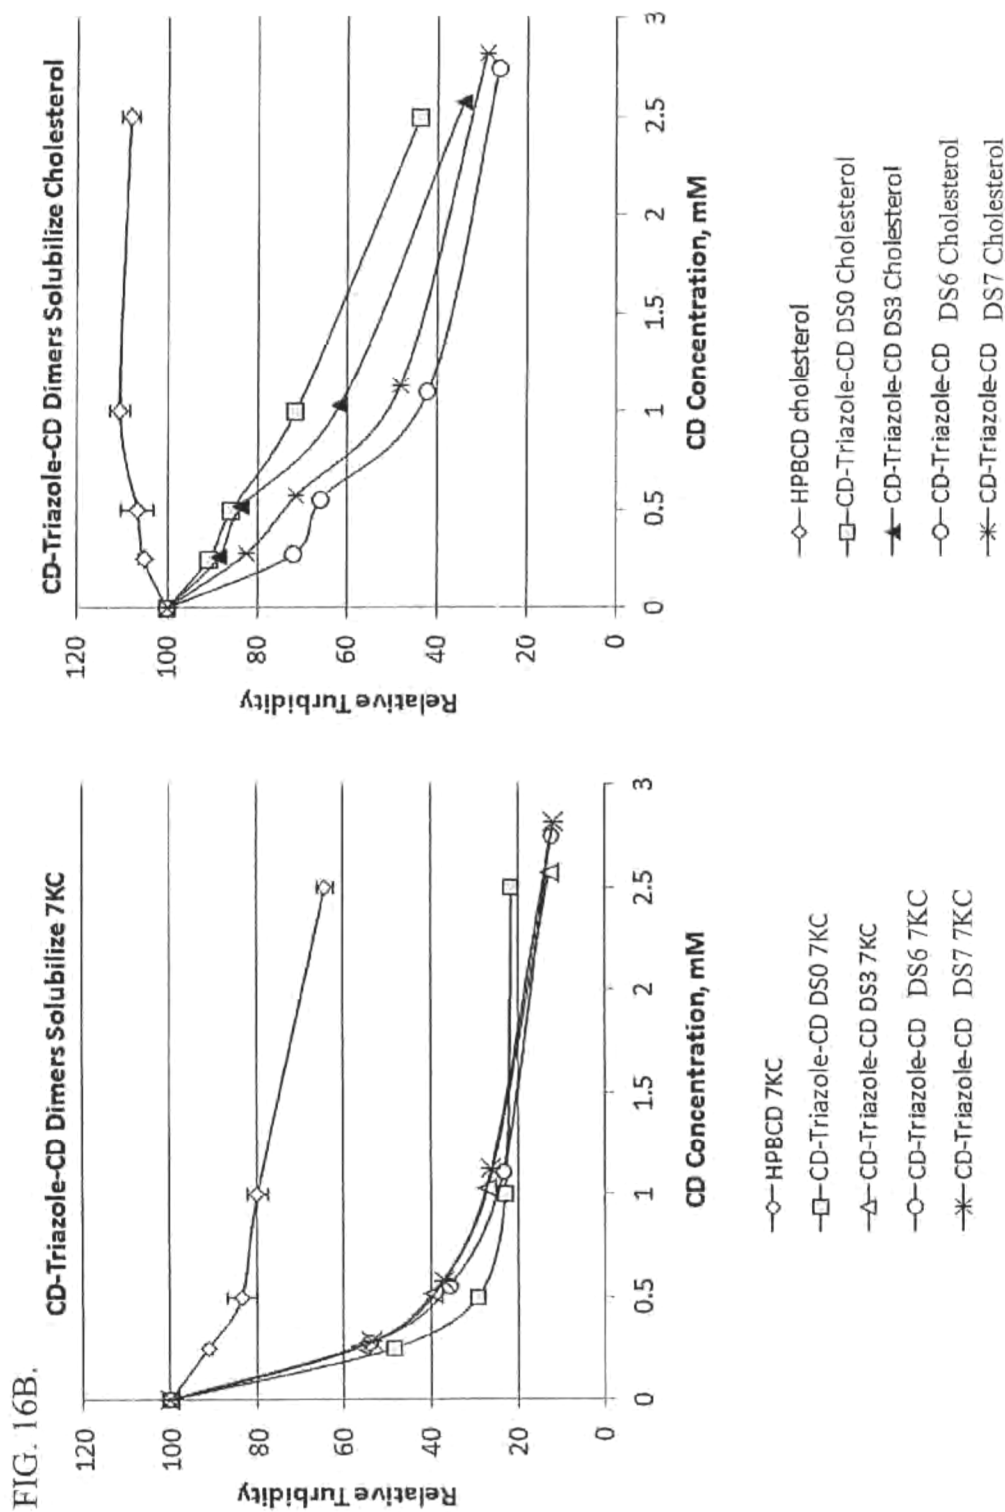 FIG. 16B.
CD-Triazole-CD Dimers Solubilize 7KC
Relative Turbidity
120
100
80
60
40
20
0
0
0.5
1
1.5
2
2.5
3
CD Concentration, mM
HPBCD 7KC
CD-Triazole-CD DS0 7KC
CD-Triazole-CD DS3 7KC
CD-Triazole-CD DS6 7KC
CD-Triazole-CD DS7 7KC
CD-Triazole-CD Dimers Solubilize Cholesterol
Relative Turbidity
120
100
80
60
40
20
0
0
0.5
1
1.5
2
2.5
3
CD Concentration, mM
HPBCD cholesterol
CD-Triazole-CD DS0 Cholesterol
CD-Triazole-CD DS3 Cholesterol
CD-Triazole-CD DS6 Cholesterol
CD-Triazole-CD DS7 Cholesterol